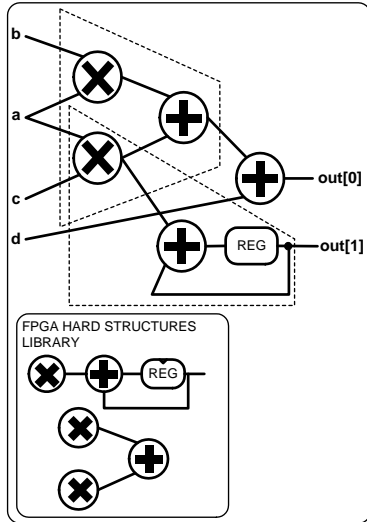 b
a
c
d
out[0]
REG
out[1]
FPGA HARD STRUCTURES
LIBRARY
REG